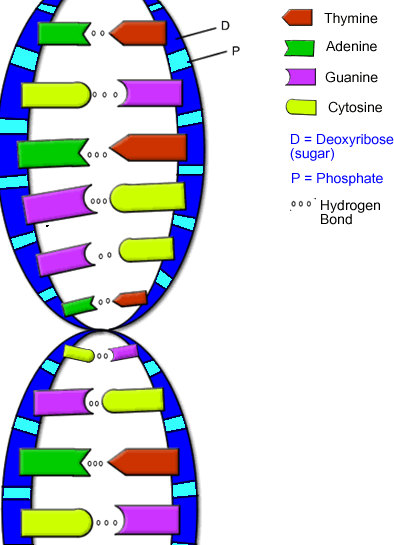 D
P
Thymine
Adenine
Guanine
Cytosine
D = Deoxyribose
(sugar)
P = Phosphate
Hydrogen
Bond